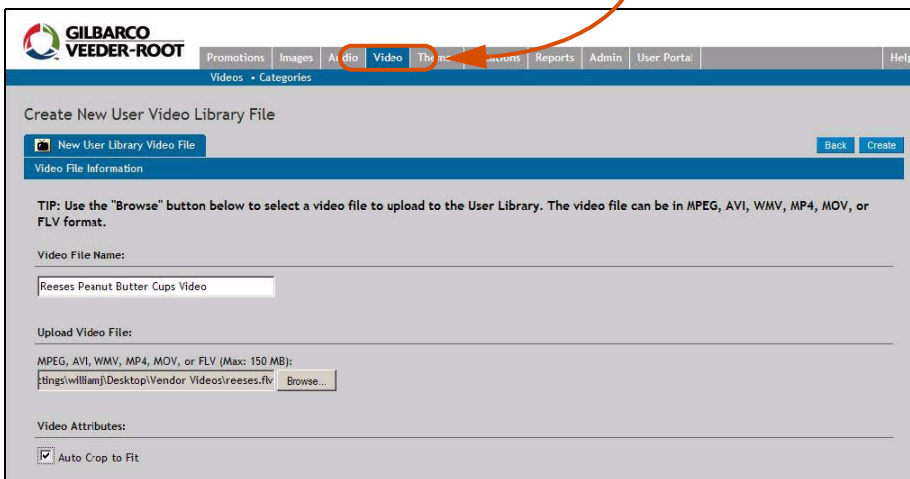 GILBARCO
VEEDER-ROOT
Promotions Images Audio Video Reports Admin User Portal Help
Videos • Categories
Create New User Video Library File
New User Library Video File Back Create
Video File Information
TIP: Use the "Browse" button below to select a video file to upload to the User Library. The video file can be in MPEG, AVI, WMV, MP4, MOV, or
FLV format.
Video File Name:
Reeses Peanut Butter Cups Video
Upload Video File:
MPEG, AVI, WMV, MP4, MOV, or FLV (Max: 150 MB):
ttings\williamj\Desktop\Vendor Videos\reeses.flv Browse...
Video Attributes:
Auto Crop to Fit